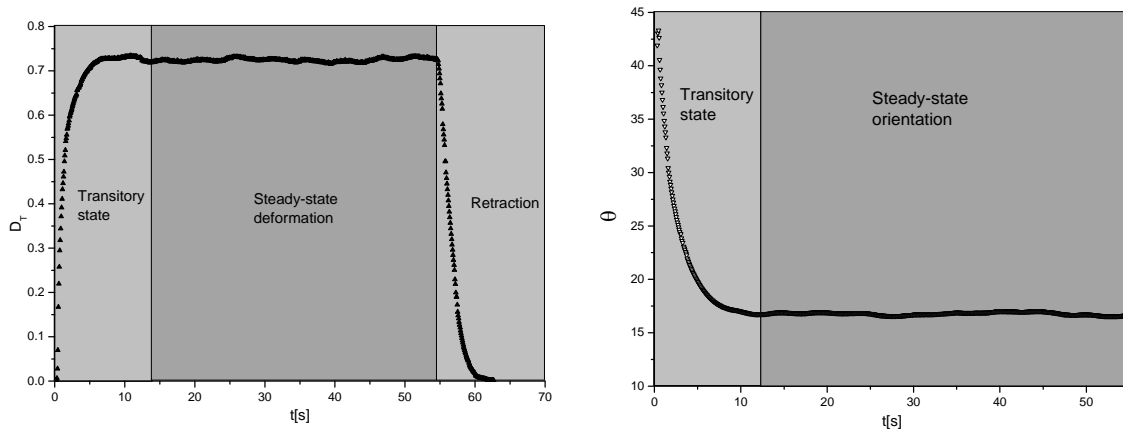 0.8
0.7
0.6
0.5
0.4
0.3
0.2
0.1
0.0
D_T
Transitory
state
Steady-state
deformation
Retraction
0 10 20 30 40 50 60 70
t[s]
45
40
35
30
25
20
15
10
θ
Transitory
state
Steady-state
orientation
0 10 20 30 40 50
t[s]